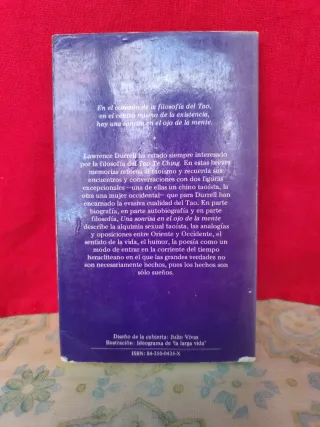 En el corazón de la filosofía del Tao,
en el centro mismo de la existencia,
hay una sonrisa en el ojo de la mente.
Lawrence Durrell ha estado siempre interesado
por la filosofía del Tao Te Ching. En estas breves
memorias retorna al taoísmo y recuerda sus
encuentros y conversaciones con dos figuras
excepcionales —una de ellas un chino taoísta, la
otra una mujer occidental— que para Durrell han
encarnado la evasiva cualidad del Tao. En parte
biografía, en parte autobiografía y en parte
filosofía, Una sonrisa en el ojo de la mente
describe la alquimia sexual taoísta, las analogías
y oposiciones entre Oriente y Occidente, el
sentido de la vida, el humor, la poesía como un
modo de entrar en la corriente del tiempo
heracliteano en el que las grandes verdades no
son necesariamente hechos, pues los hechos son
sólo sueños.
Diseño de la cubierta: Julio Vivas
Ilustración: Ideograma de "la larga vida"
ISBN: 84-350-0434-X